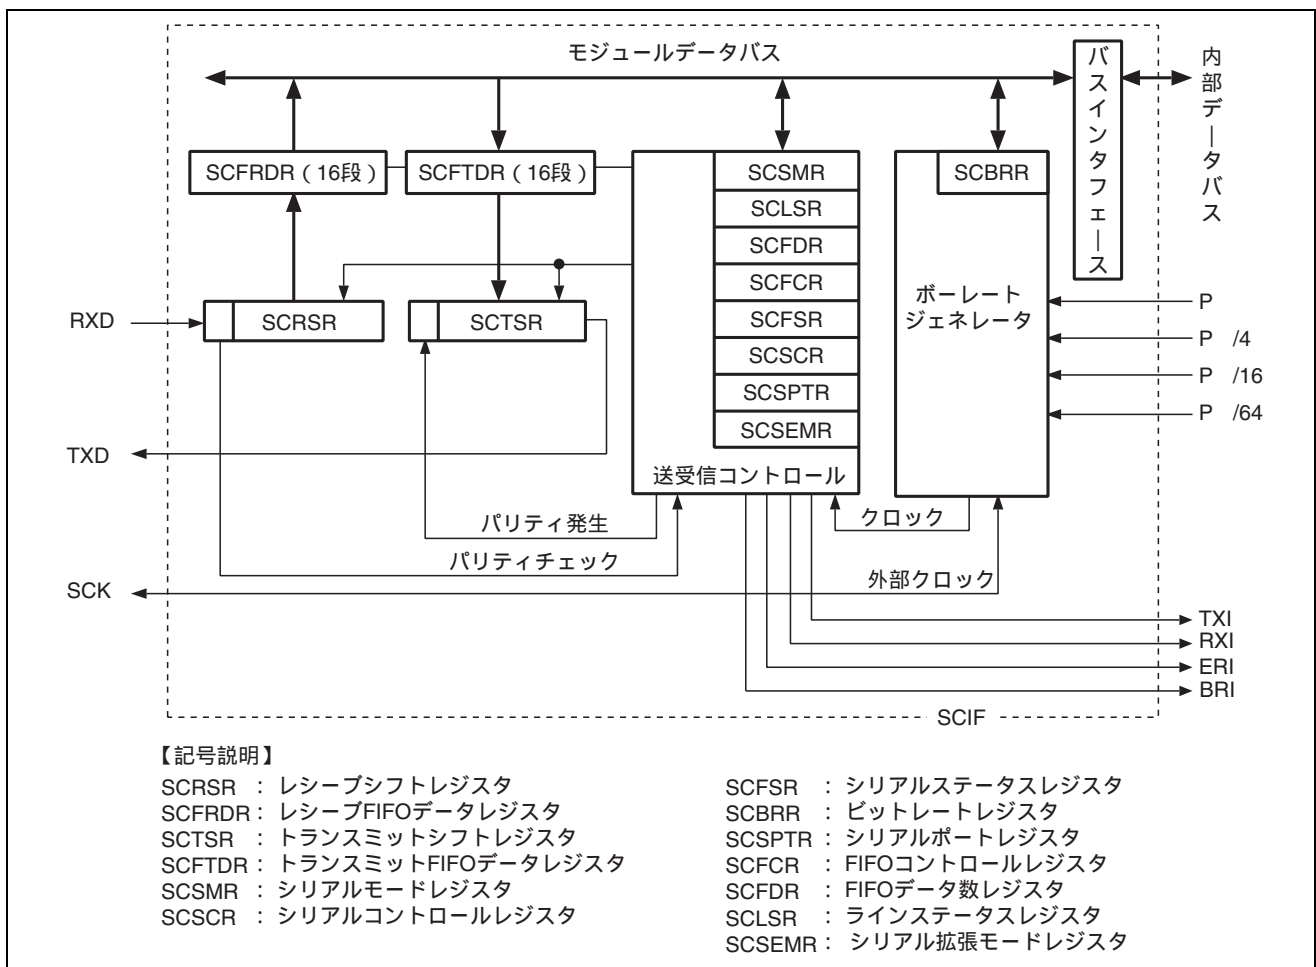 モジュールデータバス
バスインタフェース
内部データバス
SCFRDR（16段）
SCFTDR（16段）
SCSMR
SCLSR
SCFDR
SCFCR
SCFSR
SCSCR
SCSPTR
SCSEMR
送受信コントロール
SCBRR
ボーレート
ジェネレータ
P
P /4
P /16
P /64
RXD
SCRSR
SCTSR
TXD
パリティ発生
パリティチェック
クロック
外部クロック
SCK
TXI
RXI
ERI
BRI
SCIF
【記号説明】
SCRSR ： レシーブシフトレジスタ
SCFRDR： レシーブFIFOデータレジスタ
SCTSR ： トランスミットシフトレジスタ
SCFTDR： トランスミットFIFOデータレジスタ
SCSMR ： シリアルモードレジスタ
SCSCR ： シリアルコントロールレジスタ
SCFSR ： シリアルステータスレジスタ
SCBRR ： ビットレートレジスタ
SCSPTR ： シリアルポートレジスタ
SCFCR ： FIFOコントロールレジスタ
SCFDR ： FIFOデータ数レジスタ
SCLSR ： ラインステータスレジスタ
SCSEMR： シリアル拡張モードレジスタ